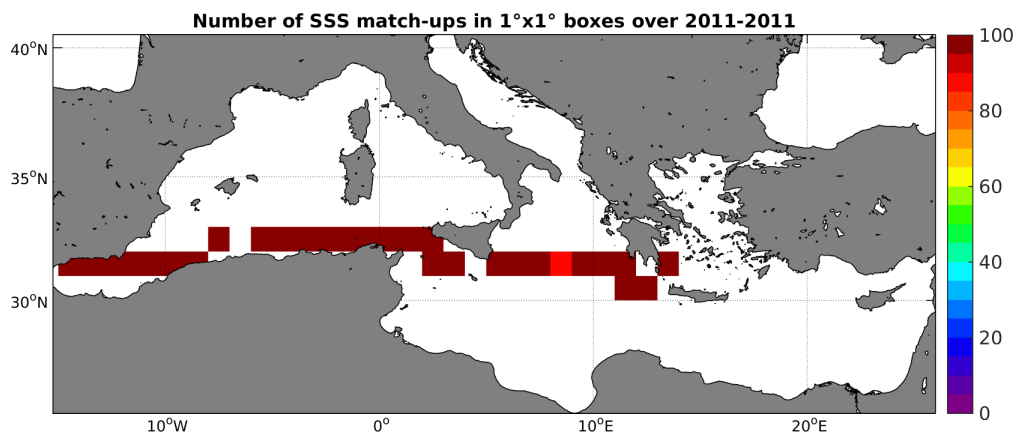 Number of SSS match-ups in 1°x1° boxes over 2011-2011
40°N
35°N
30°N
10°W
0°
10°E
20°E
100
80
60
40
20
0